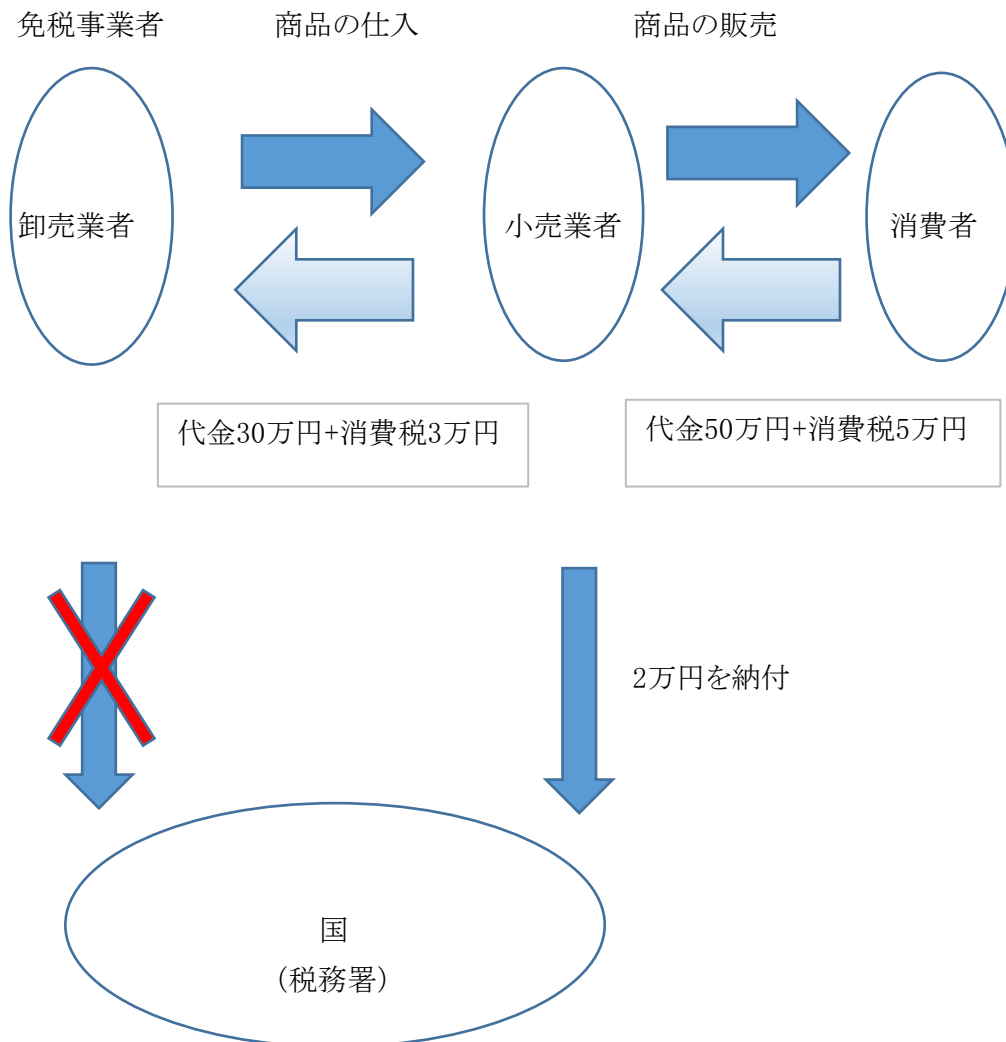 免税事業者
商品の仕入
商品の販売
卸売業者
小売業者
消費者
代金30万円+消費税3万円
代金50万円+消費税5万円
2万円を納付
国
(税務署)